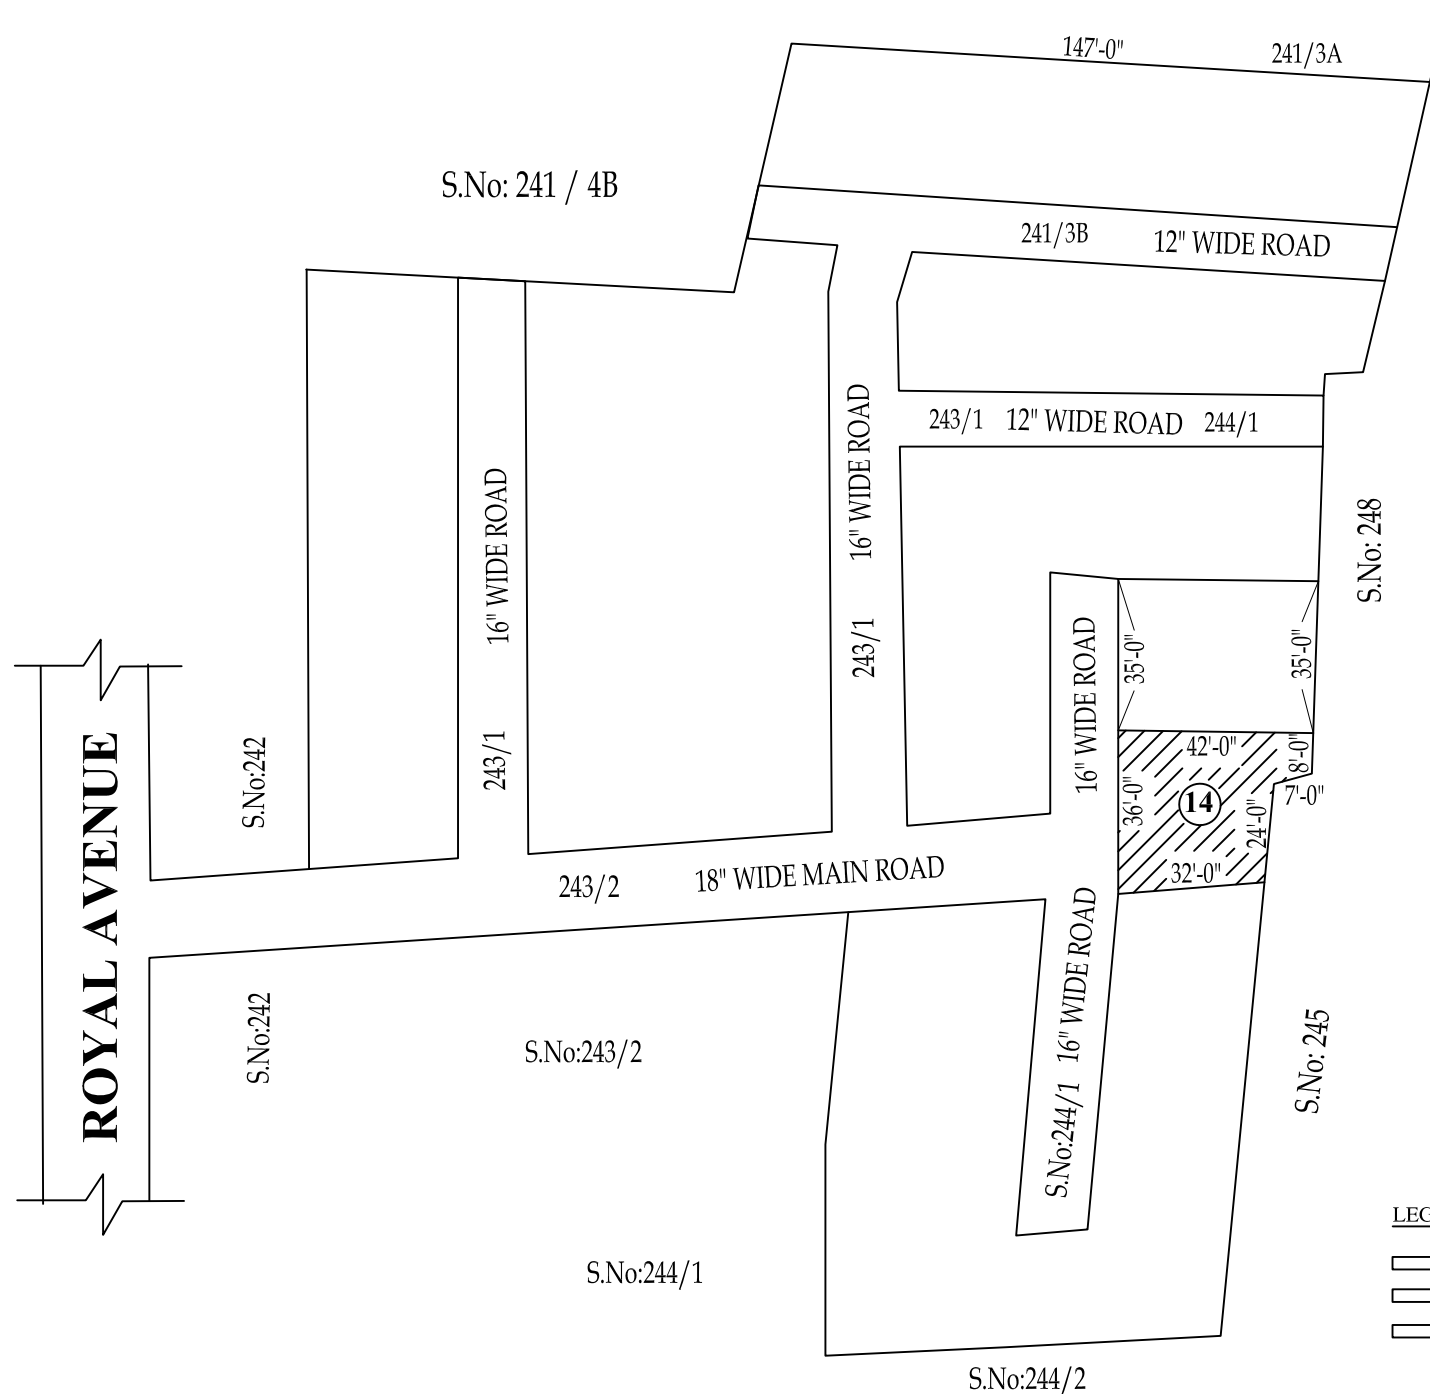 147'-0"
241/3A
S.No: 241 / 4B
241/3B
12" WIDE ROAD
243/1
12" WIDE ROAD
244/1
16" WIDE ROAD
243/1
16" WIDE ROAD
243/1
S.No: 248
16" WIDE ROAD
35'-0"
35'-0"
42'-0"
8'-0"
7'-0"
36'-0"
14
24'-0"
32'-0"
S.No:242
ROYAL AVENUE
243/2
18" WIDE MAIN ROAD
S.No:242
S.No:243/2
S.No:244/1
16" WIDE ROAD
S.No: 245
S.No:244/1
S.No:244/2